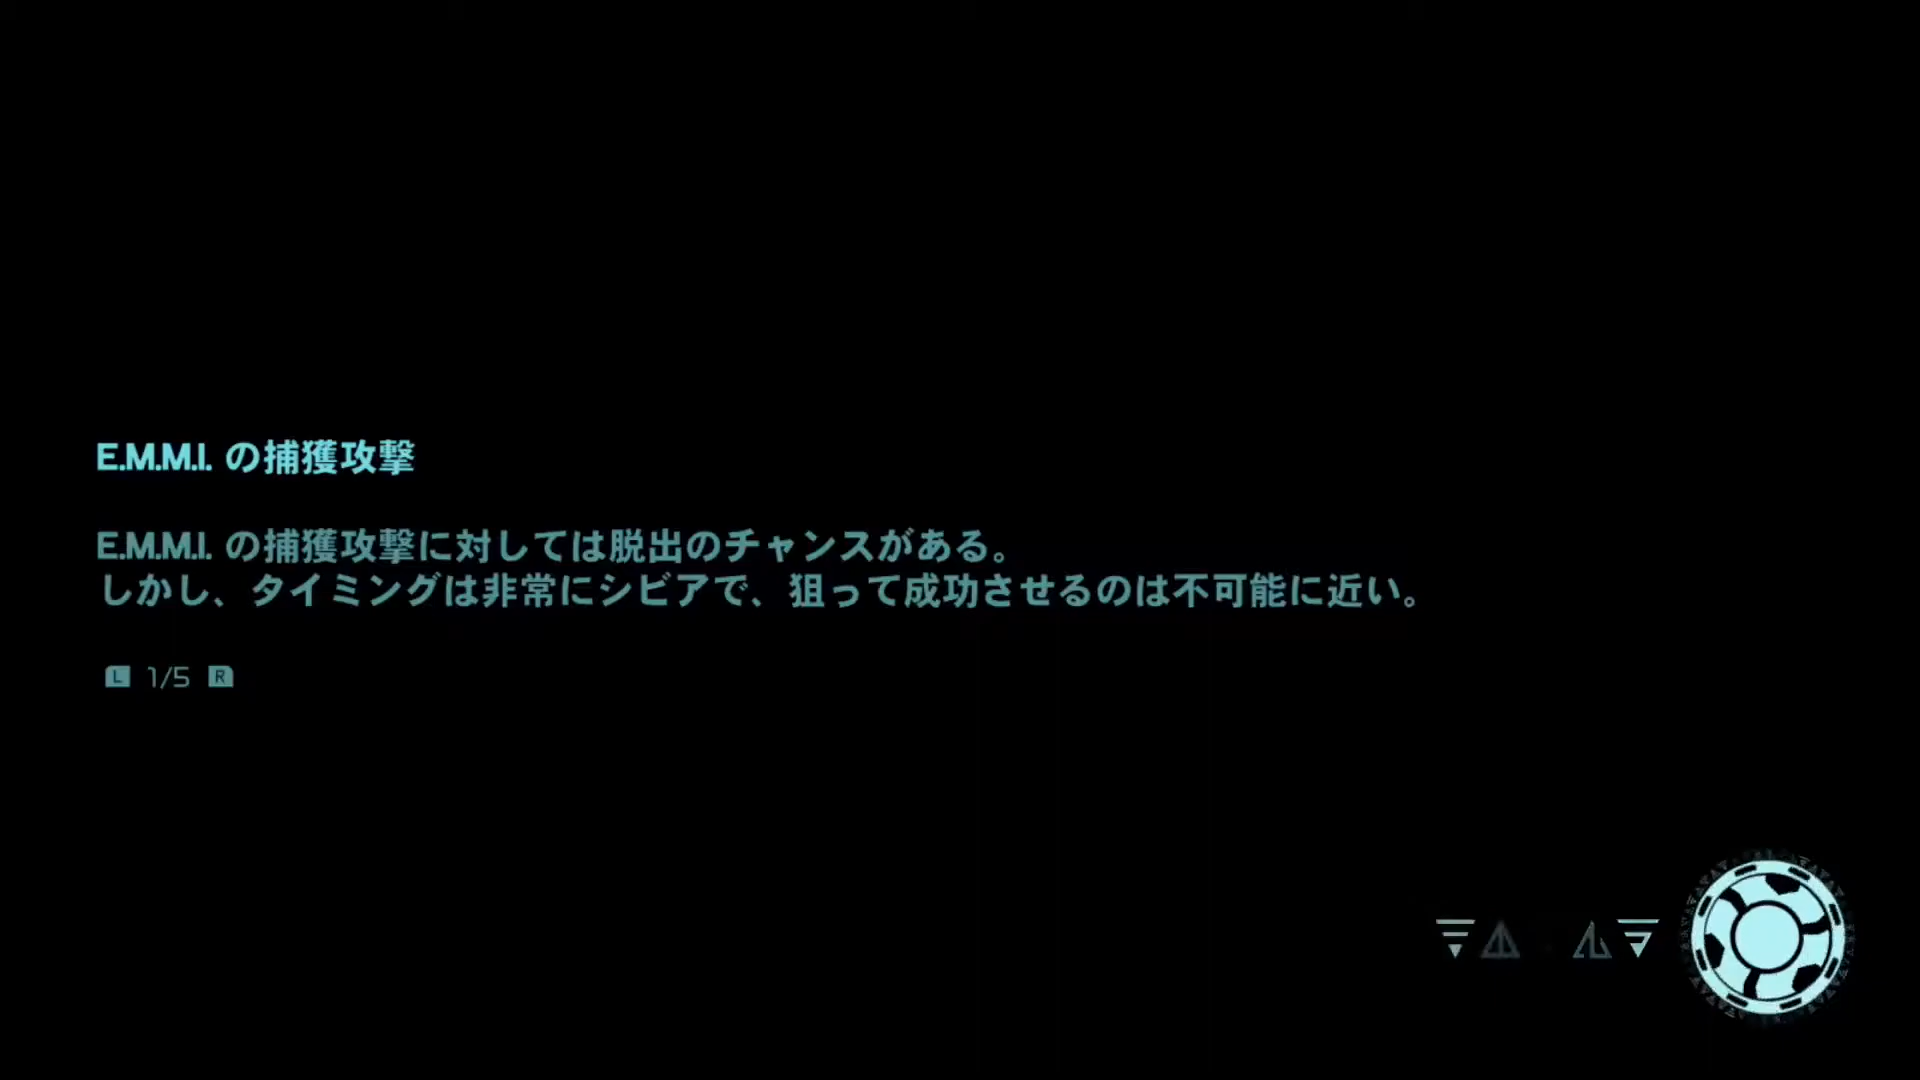 E.M.M.I. の捕獲攻撃
E.M.M.I. の捕獲攻撃に対しては脱出のチャンスがある。
しかし、タイミングは非常にシビアで、狙って成功させるのは不可能に近い。
L 1/5 R